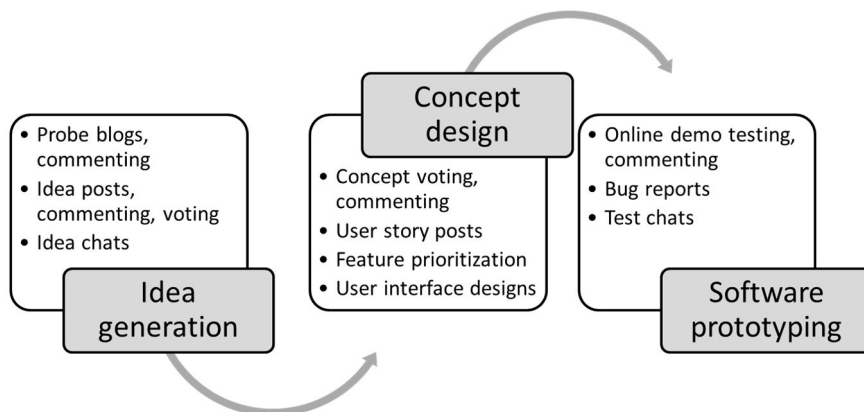 • Probe blogs,
commenting
• Idea posts,
commenting, voting
• Idea chats
Idea
generation
Concept
design
• Concept voting,
commenting
• User story posts
• Feature prioritization
• User interface designs
• Online demo testing,
commenting
• Bug reports
• Test chats
Software
prototyping